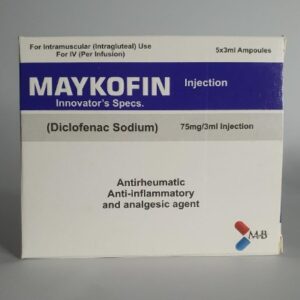 For Intramuscular (Intragluteal) Use
For IV (Per Infusion)
5x3ml Ampoules
MAYKOFIN Injection
Innovator's Specs.
(Diclofenac Sodium) 75mg/3ml Injection
Antirheumatic
Anti-inflammatory
and analgesic agent